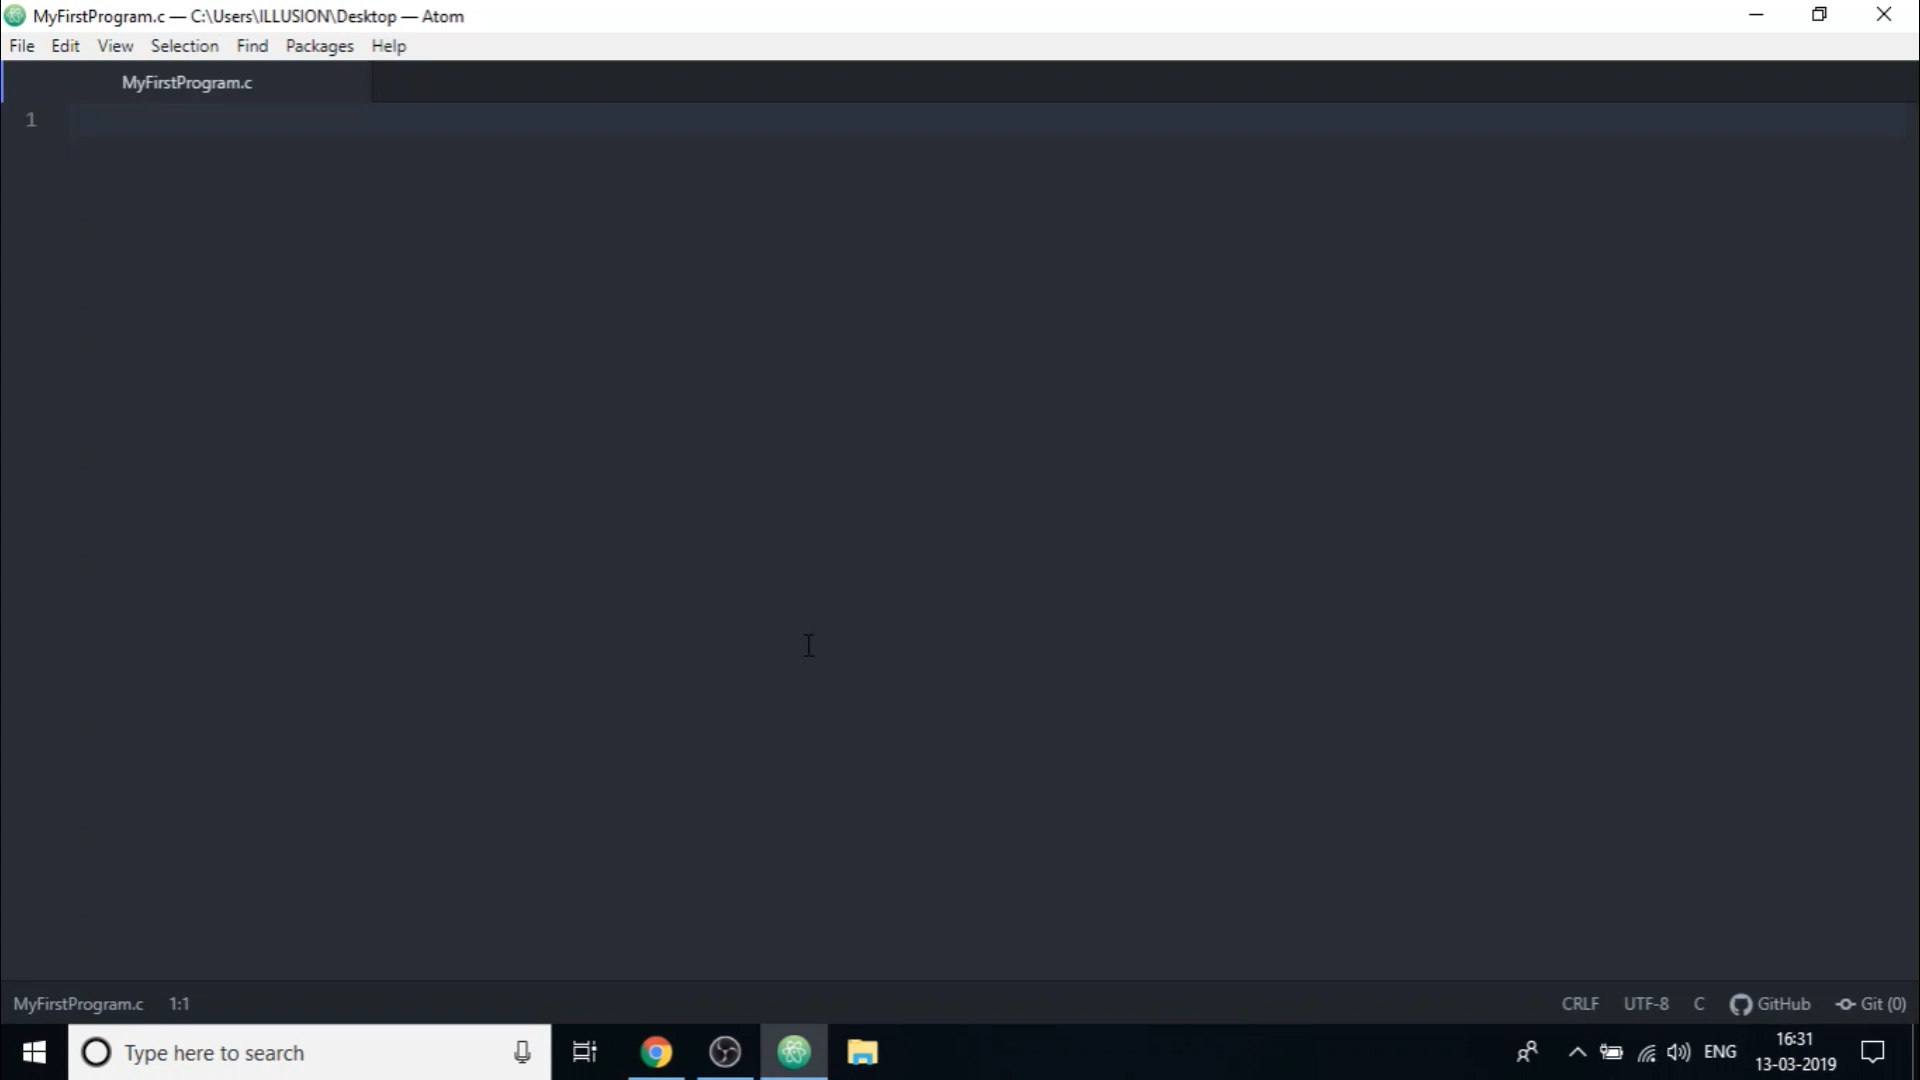 MyFirstProgram.c — C:\Users\ILLUSION\Desktop — Atom
File Edit View Selection Find Packages Help
MyFirstProgram.c
1
MyFirstProgram.c 1:1 CRLF UTF-8 C GitHub Git (0)
Type here to search ENG 16:31
13-03-2019